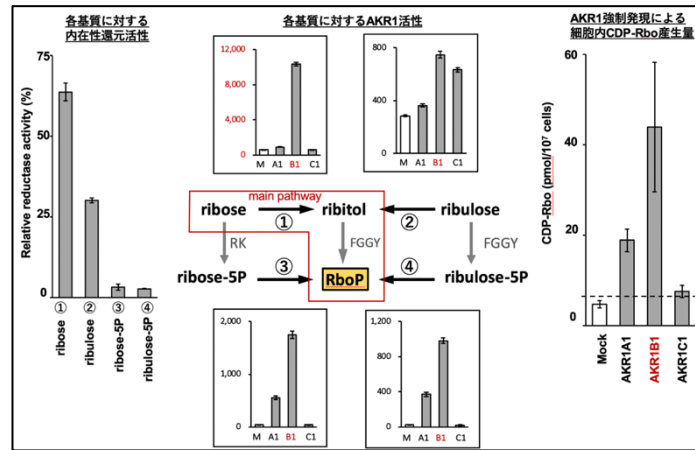 各基質に対する
内在性還元活性
Relative reductase activity (%)
75
50
25
0
①
②
③
④
ribose
ribulose
ribose-5P
ribulose-5P
各基質に対するAKR1活性
12,000
9,000
6,000
3,000
0
M A1 B1 C1
800
400
0
M A1 B1 C1
main pathway
ribose
ribitol
ribulose
①
②
RK
FGGY
FGGY
ribose-5P
RboP
ribulose-5P
③
④
2,000
1,000
0
M A1 B1 C1
1,200
800
400
0
M A1 B1 C1
AKR1強制発現による
細胞内CDP-Rbo産生量
CDP-Rbo (pmol/10⁷ cells)
60
40
20
0
Mock
AKR1A1
AKR1B1
AKR1C1